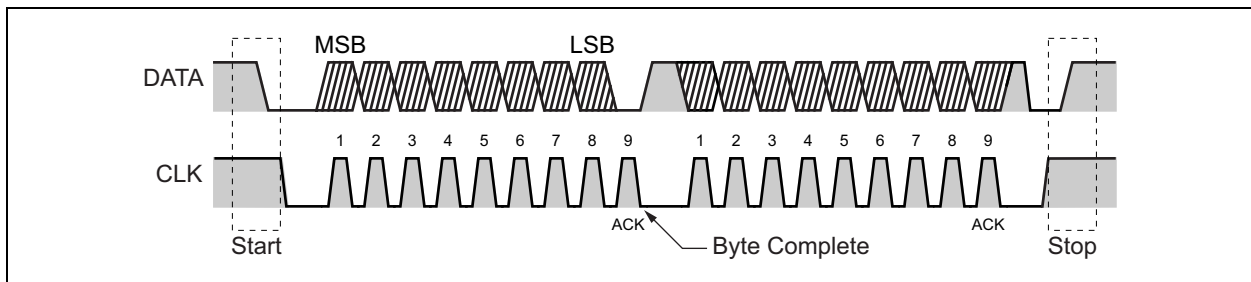 MSB LSB
DATA
1 2 3 4 5 6 7 8 9 1 2 3 4 5 6 7 8 9
CLK
ACK ACK
Start Byte Complete Stop